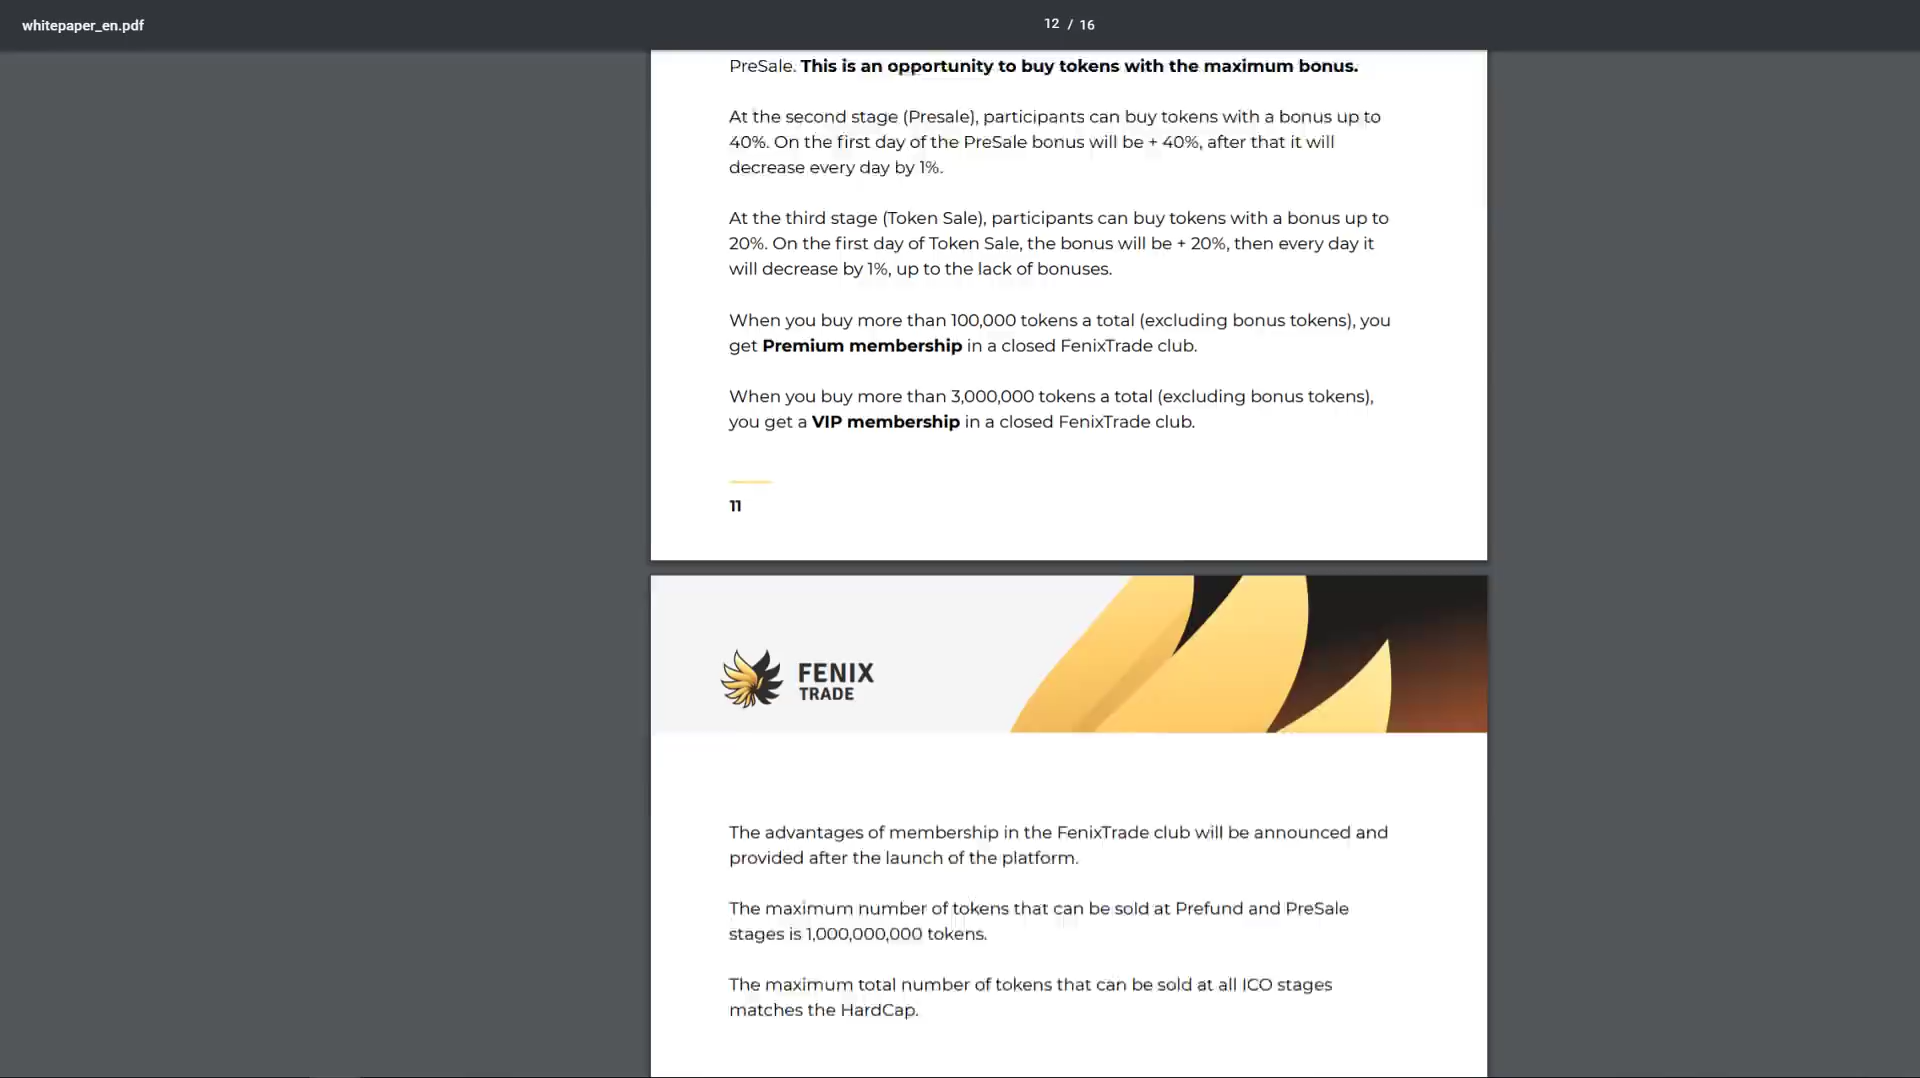 whitepaper_en.pdf
12 / 16
PreSale. This is an opportunity to buy tokens with the maximum bonus.
At the second stage (Presale), participants can buy tokens with a bonus up to
40%. On the first day of the PreSale bonus will be + 40%, after that it will
decrease every day by 1%.
At the third stage (Token Sale), participants can buy tokens with a bonus up to
20%. On the first day of Token Sale, the bonus will be + 20%, then every day it
will decrease by 1%, up to the lack of bonuses.
When you buy more than 100,000 tokens a total (excluding bonus tokens), you
get Premium membership in a closed FenixTrade club.
When you buy more than 3,000,000 tokens a total (excluding bonus tokens),
you get a VIP membership in a closed FenixTrade club.
11
FENIX
TRADE
The advantages of membership in the FenixTrade club will be announced and
provided after the launch of the platform.
The maximum number of tokens that can be sold at Prefund and PreSale
stages is 1,000,000,000 tokens.
The maximum total number of tokens that can be sold at all ICO stages
matches the HardCap.